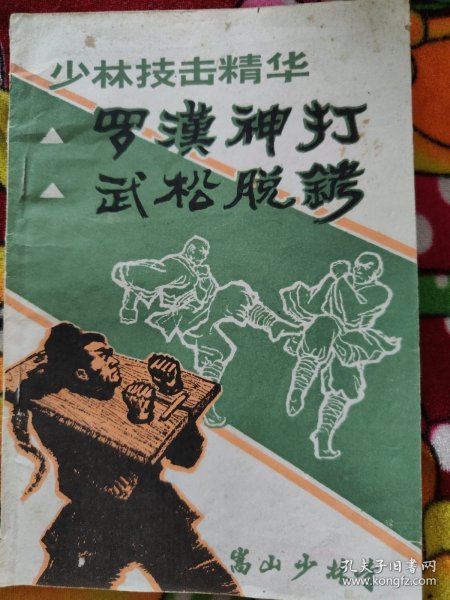 少林技击精华
罗漢神打
武松脱銬
嵩山少林寺
孔夫子旧书网
kongfz.com